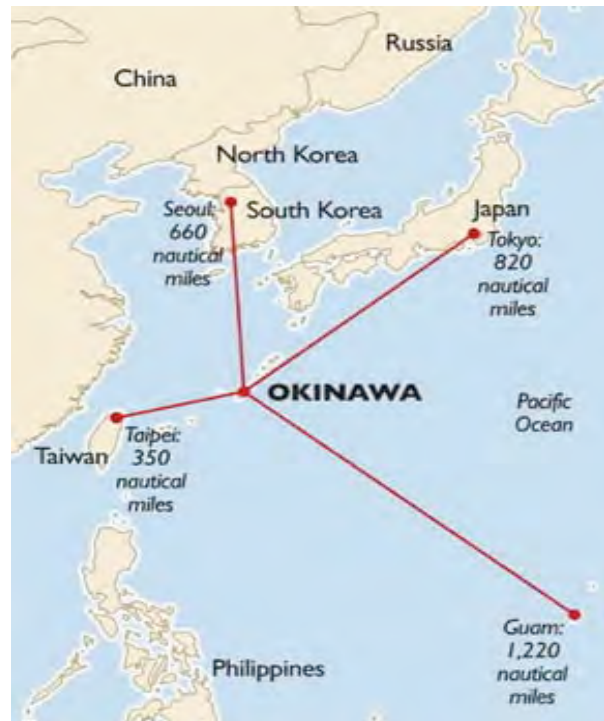 Russia
China
North Korea
Seoul:
660
nautical
miles
South Korea
Japan
Tokyo:
820
nautical
miles
OKINAWA
Pacific
Ocean
Taiwan
Taipei:
350
nautical
miles
Guam:
1,220
nautical
miles
Philippines